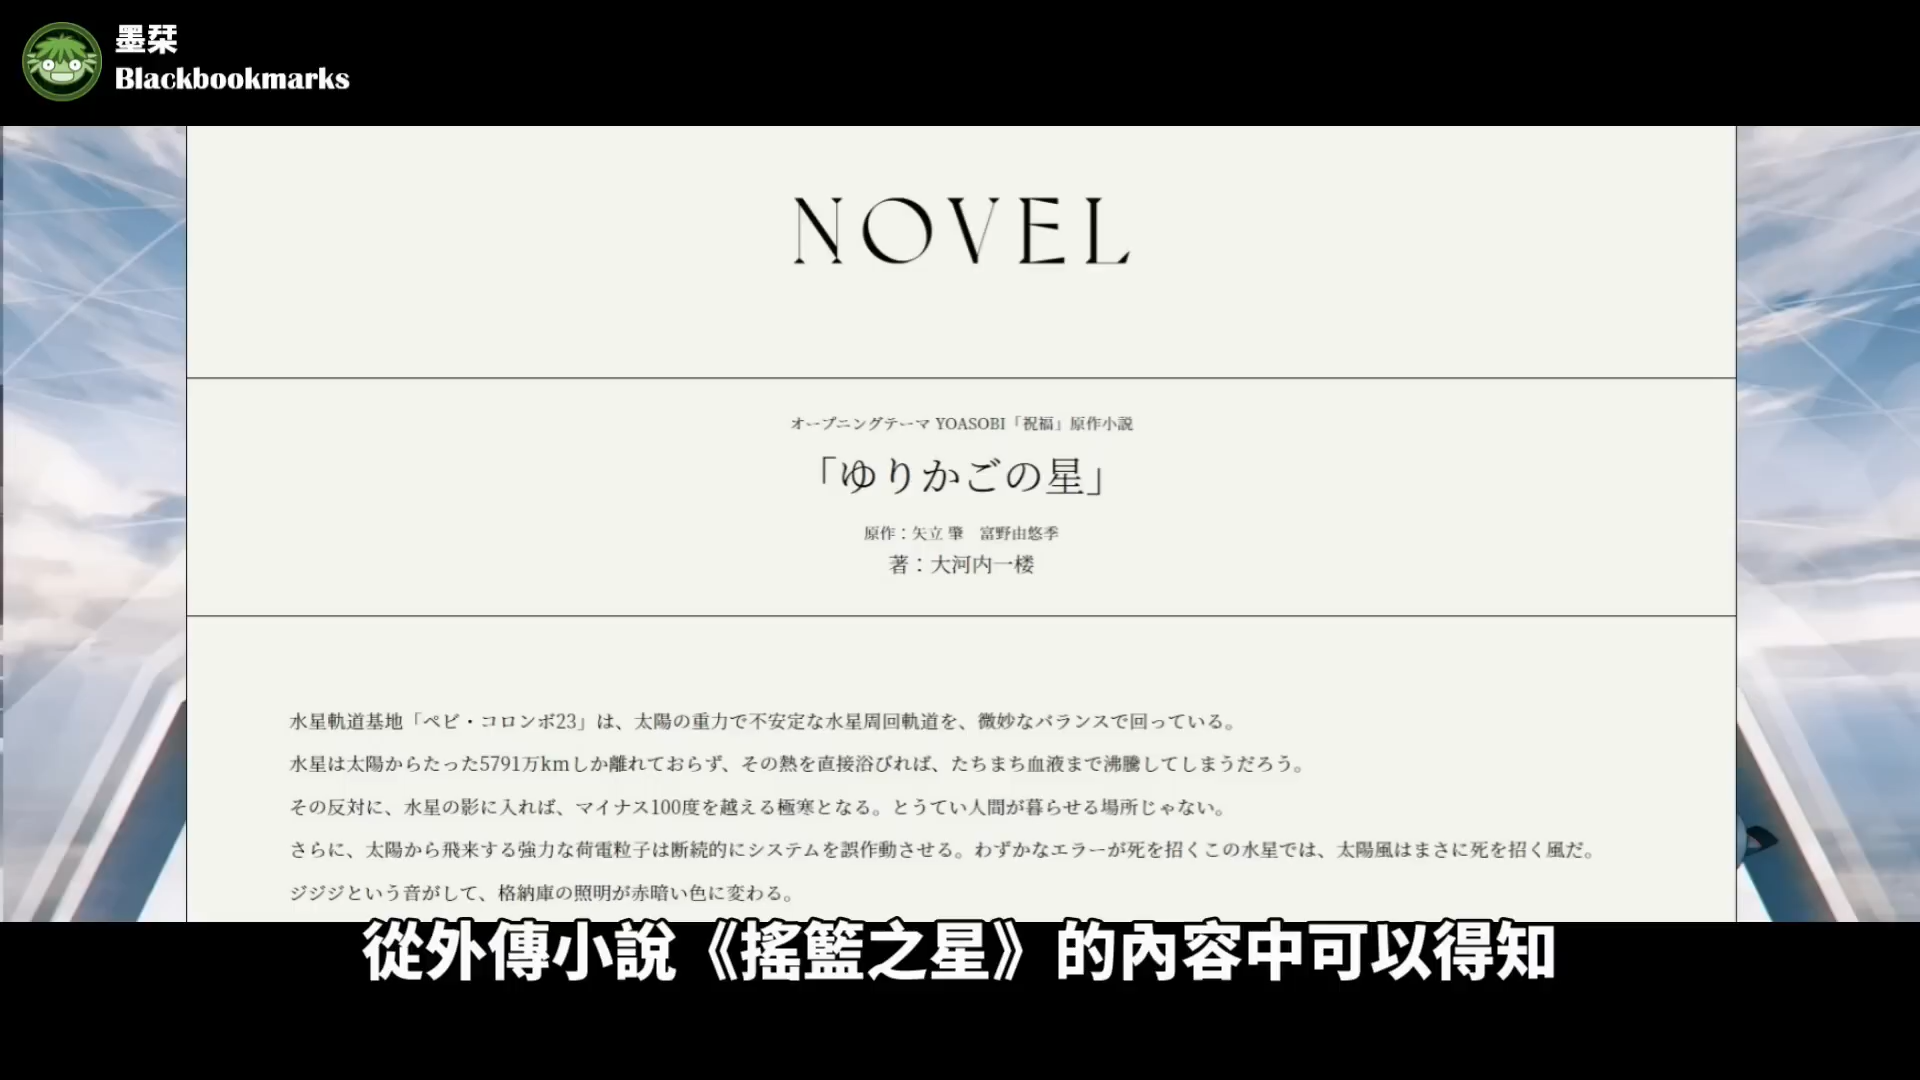 墨栞
Blackbookmarks
NOVEL
オープニングテーマ YOASOBI「祝福」原作小説
「ゆりかごの星」
原作：矢立 肇　富野由悠季
著：大河内一楼
水星軌道基地「ペビ・コロンボ23」は、太陽の重力で不安定な水星周回軌道を、微妙なバランスで回っている。
水星は太陽からたった5791万kmしか離れておらず、その熱を直接浴びれば、たちまち血液まで沸騰してしまうだろう。
その反対に、水星の影に入れば、マイナス100度を越える極寒となる。とうてい人間が暮らせる場所じゃない。
さらに、太陽から飛来する強力な荷電粒子は断続的にシステムを誤作動させる。わずかなエラーが死を招くこの水星では、太陽風はまさに死を招く風だ。
ジジジという音がして、格納庫の照明が赤暗い色に変わる。
從外傳小說《搖籃之星》的內容中可以得知